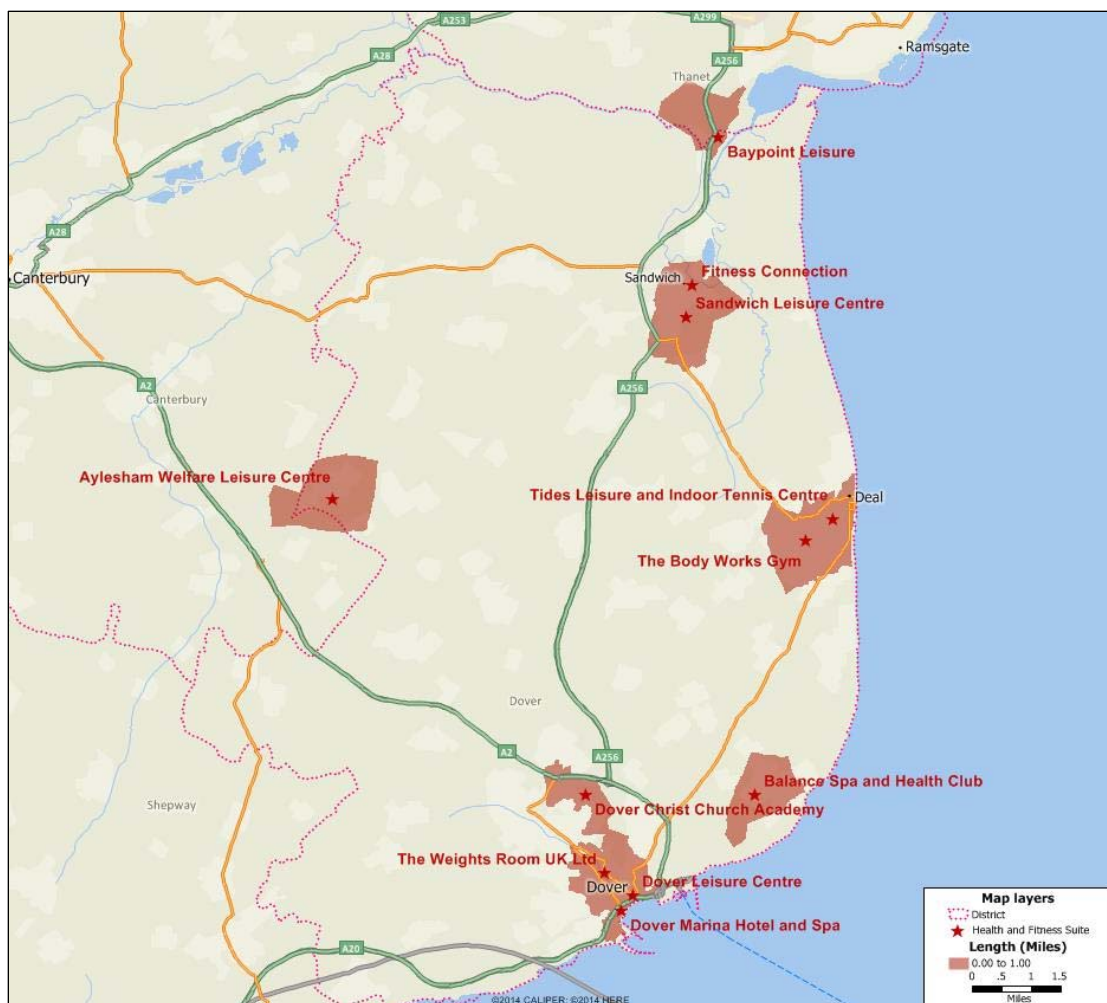 A253
A299
A28
A256
Ramsgate
Thanet
Baypoint Leisure
A28
Canterbury
Sandwich
Fitness Connection
Sandwich Leisure Centre
A2
A256
Canterbury
Aylesham Welfare Leisure Centre
Tides Leisure and Indoor Tennis Centre
Deal
The Body Works Gym
Dover
A2
A256
Balance Spa and Health Club
Shepway
Dover Christ Church Academy
The Weights Room UK Ltd
Dover
Dover Leisure Centre
Dover Marina Hotel and Spa
A20
Map layers
District
Health and Fitness Suite
Length (Miles)
0.00 to 1.00
0 .5 1 1.5
Miles
©2014 CALIPER; ©2014 HERE